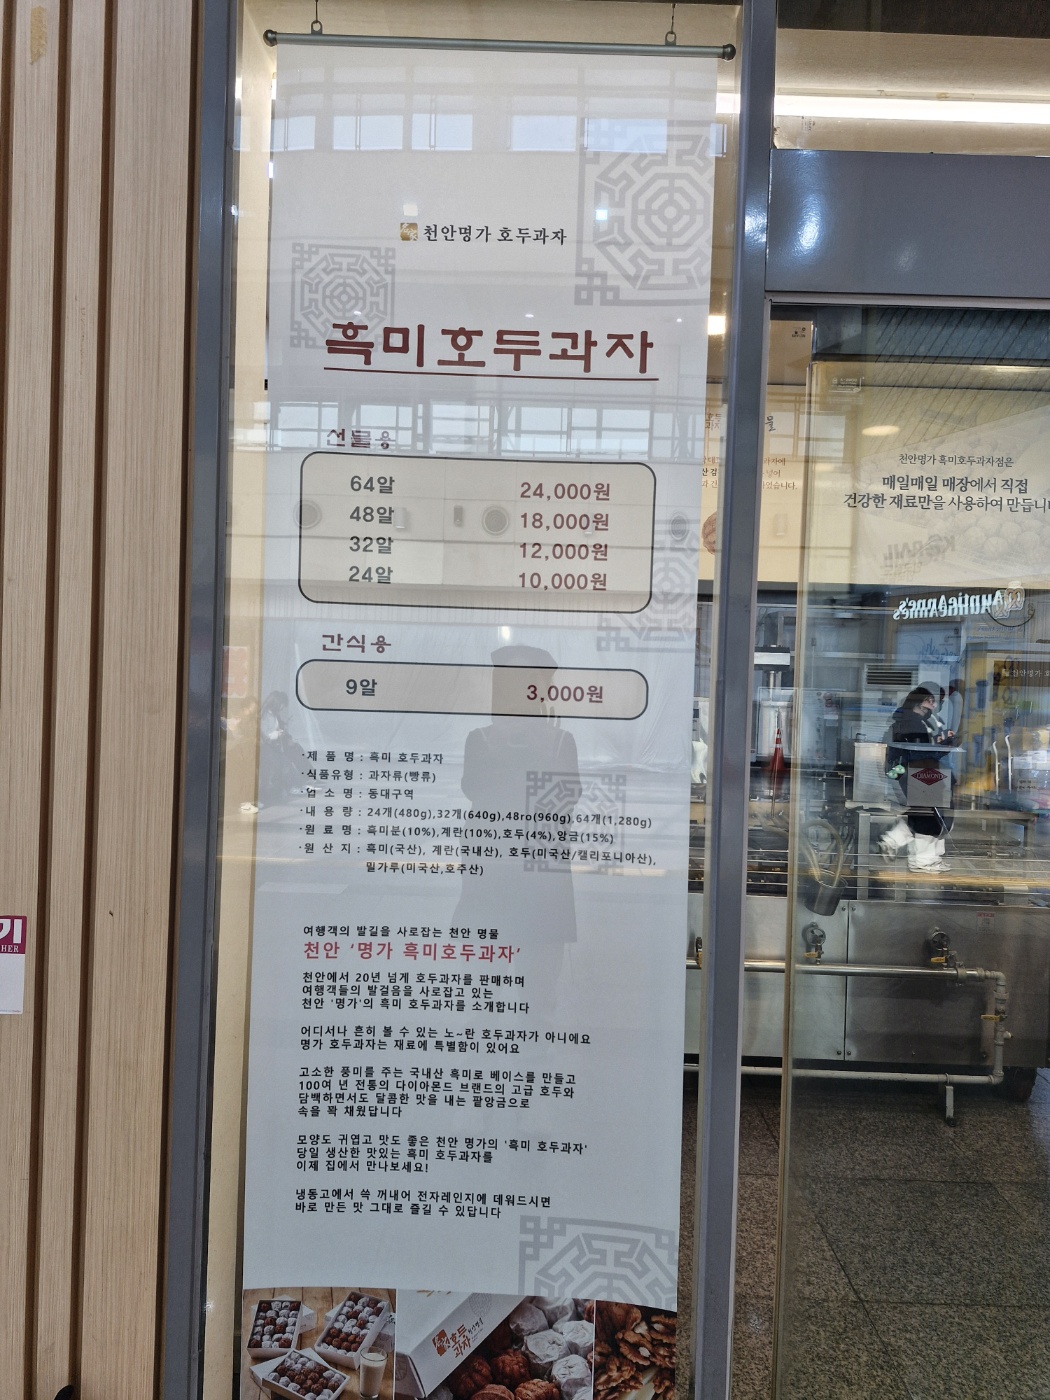 천안명가 호두과자
흑미호두과자
선물용
64알 24,000원
48알 18,000원
32알 12,000원
24알 10,000원
간식용
9알 3,000원
·제 품 명 : 흑미 호두과자
·식품유형 : 과자류(빵류)
·업 소 명 : 동대구역
·내 용 량 : 24개(480g),32개(640g),48ro(960g),64개(1,280g)
·원 료 명 : 흑미분(10%),계란(10%),호두(4%),앙금(15%)
·원 산 지 : 흑미(국산), 계란(국내산), 호두(미국산/캘리포니아산),
밀가루(미국산,호주산)
여행객의 발길을 사로잡는 천안 명물
천안 '명가 흑미호두과자'
천안에서 20년 넘게 호두과자를 판매하며
여행객들의 발걸음을 사로잡고 있는
천안 '명가'의 흑미 호두과자를 소개합니다
어디서나 흔히 볼 수 있는 노~란 호두과자가 아니에요
명가 호두과자는 재료에 특별함이 있어요
고소한 풍미를 주는 국내산 흑미로 베이스를 만들고
100여 년 전통의 다이아몬드 브랜드의 고급 호두와
담백하면서도 달콤한 맛을 내는 팥앙금으로
속을 꽉 채웠답니다
모양도 귀엽고 맛도 좋은 천안 명가의 '흑미 호두과자'
당일 생산한 맛있는 흑미 호두과자를
이제 집에서 만나보세요!
냉동고에서 쏙 꺼내어 전자레인지에 데워드시면
바로 만든 맛 그대로 즐길 수 있답니다
호두
과자
천안명가 흑미호두과자점은
매일매일 매장에서 직접
건강한 재료만을 사용하여 만듭니
KORAIL
AuntieAnne's
DIAMOND
기
HER